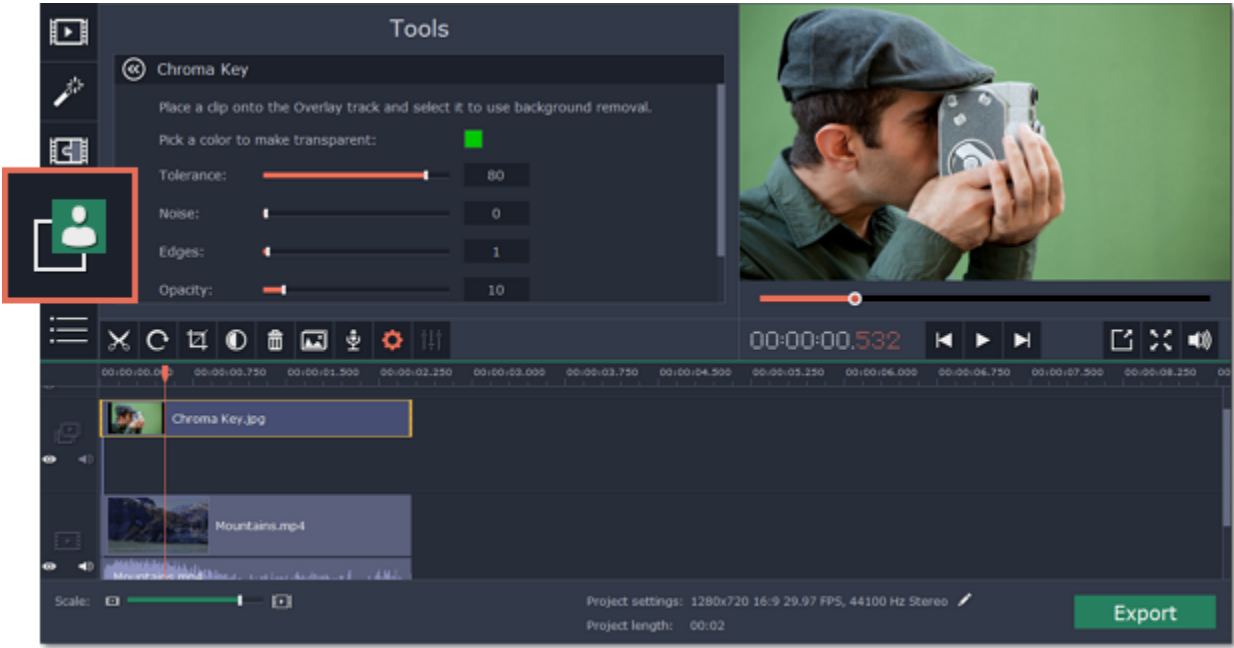 Tools
Chroma Key
Place a clip onto the Overlay track and select it to use background removal.
Pick a color to make transparent:
Tolerance: 80
Noise: 0
Edges: 1
Opacity: 10
00:00:00.532
00:00:00.000 00:00:00.750 00:00:01.500 00:00:02.250 00:00:03.000 00:00:03.750 00:00:04.500 00:00:05.250 00:00:06.000 00:00:06.750 00:00:07.500 00:00:08.250 00
Chroma Key.jpg
Mountains.mp4
Mountains.mp4
Scale:
Project settings: 1280x720 16:9 29.97 FPS, 44100 Hz Stereo
Project length: 00:02
Export